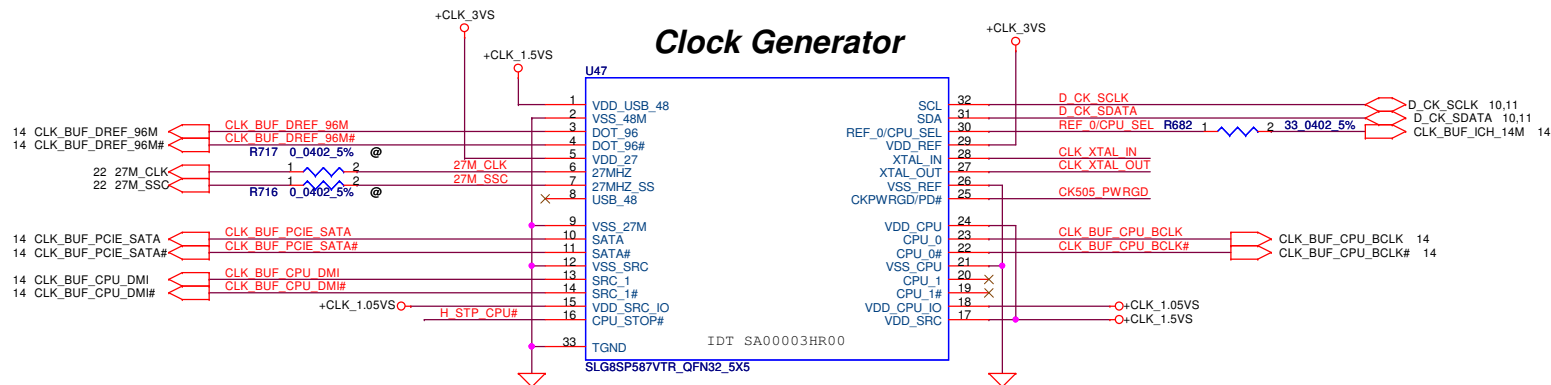 Clock Generator
+CLK_3VS
+CLK_1.5VS
+CLK_3VS
U47
14 CLK_BUF_DREF_96M
14 CLK_BUF_DREF_96M#
22 27M_CLK
22 27M_SSC
14 CLK_BUF_PCIE_SATA
14 CLK_BUF_PCIE_SATA#
14 CLK_BUF_CPU_DMI
14 CLK_BUF_CPU_DMI#
CLK_BUF_DREF_96M
CLK_BUF_DREF_96M#
R717 0_0402_5% @
1 2 27M_CLK
1 2 27M_SSC
R716 0_0402_5% @
CLK_BUF_PCIE_SATA
CLK_BUF_PCIE_SATA#
CLK_BUF_CPU_DMI
CLK_BUF_CPU_DMI#
+CLK_1.05VS
H_STP_CPU#
1 VDD_USB_48
2 VSS_48M
3 DOT_96
4 DOT_96#
5 VDD_27
6 27MHZ
7 27MHZ_SS
8 USB_48
9 VSS_27M
10 SATA
11 SATA#
12 VSS_SRC
13 SRC_1
14 SRC_1#
15 VDD_SRC_IO
16 CPU_STOP#
33 TGND
SCL 32
SDA 31
REF_0/CPU_SEL 30
VDD_REF 29
XTAL_IN 28
XTAL_OUT 27
VSS_REF 26
CKPWRGD/PD# 25
VDD_CPU 24
CPU_0 23
CPU_0# 22
VSS_CPU 21
CPU_1 20
CPU_1# 19
VDD_CPU_IO 18
VDD_SRC 17
IDT SA00003HR00
SLG8SP587VTR_QFN32_5X5
D_CK_SCLK
D_CK_SDATA
REF_0/CPU_SEL R682 1 2 33_0402_5%
CLK_XTAL_IN
CLK_XTAL_OUT
CK505_PWRGD
CLK_BUF_CPU_BCLK
CLK_BUF_CPU_BCLK#
D_CK_SCLK 10,11
D_CK_SDATA 10,11
CLK_BUF_ICH_14M 14
CLK_BUF_CPU_BCLK 14
CLK_BUF_CPU_BCLK# 14
+CLK_1.05VS
+CLK_1.5VS